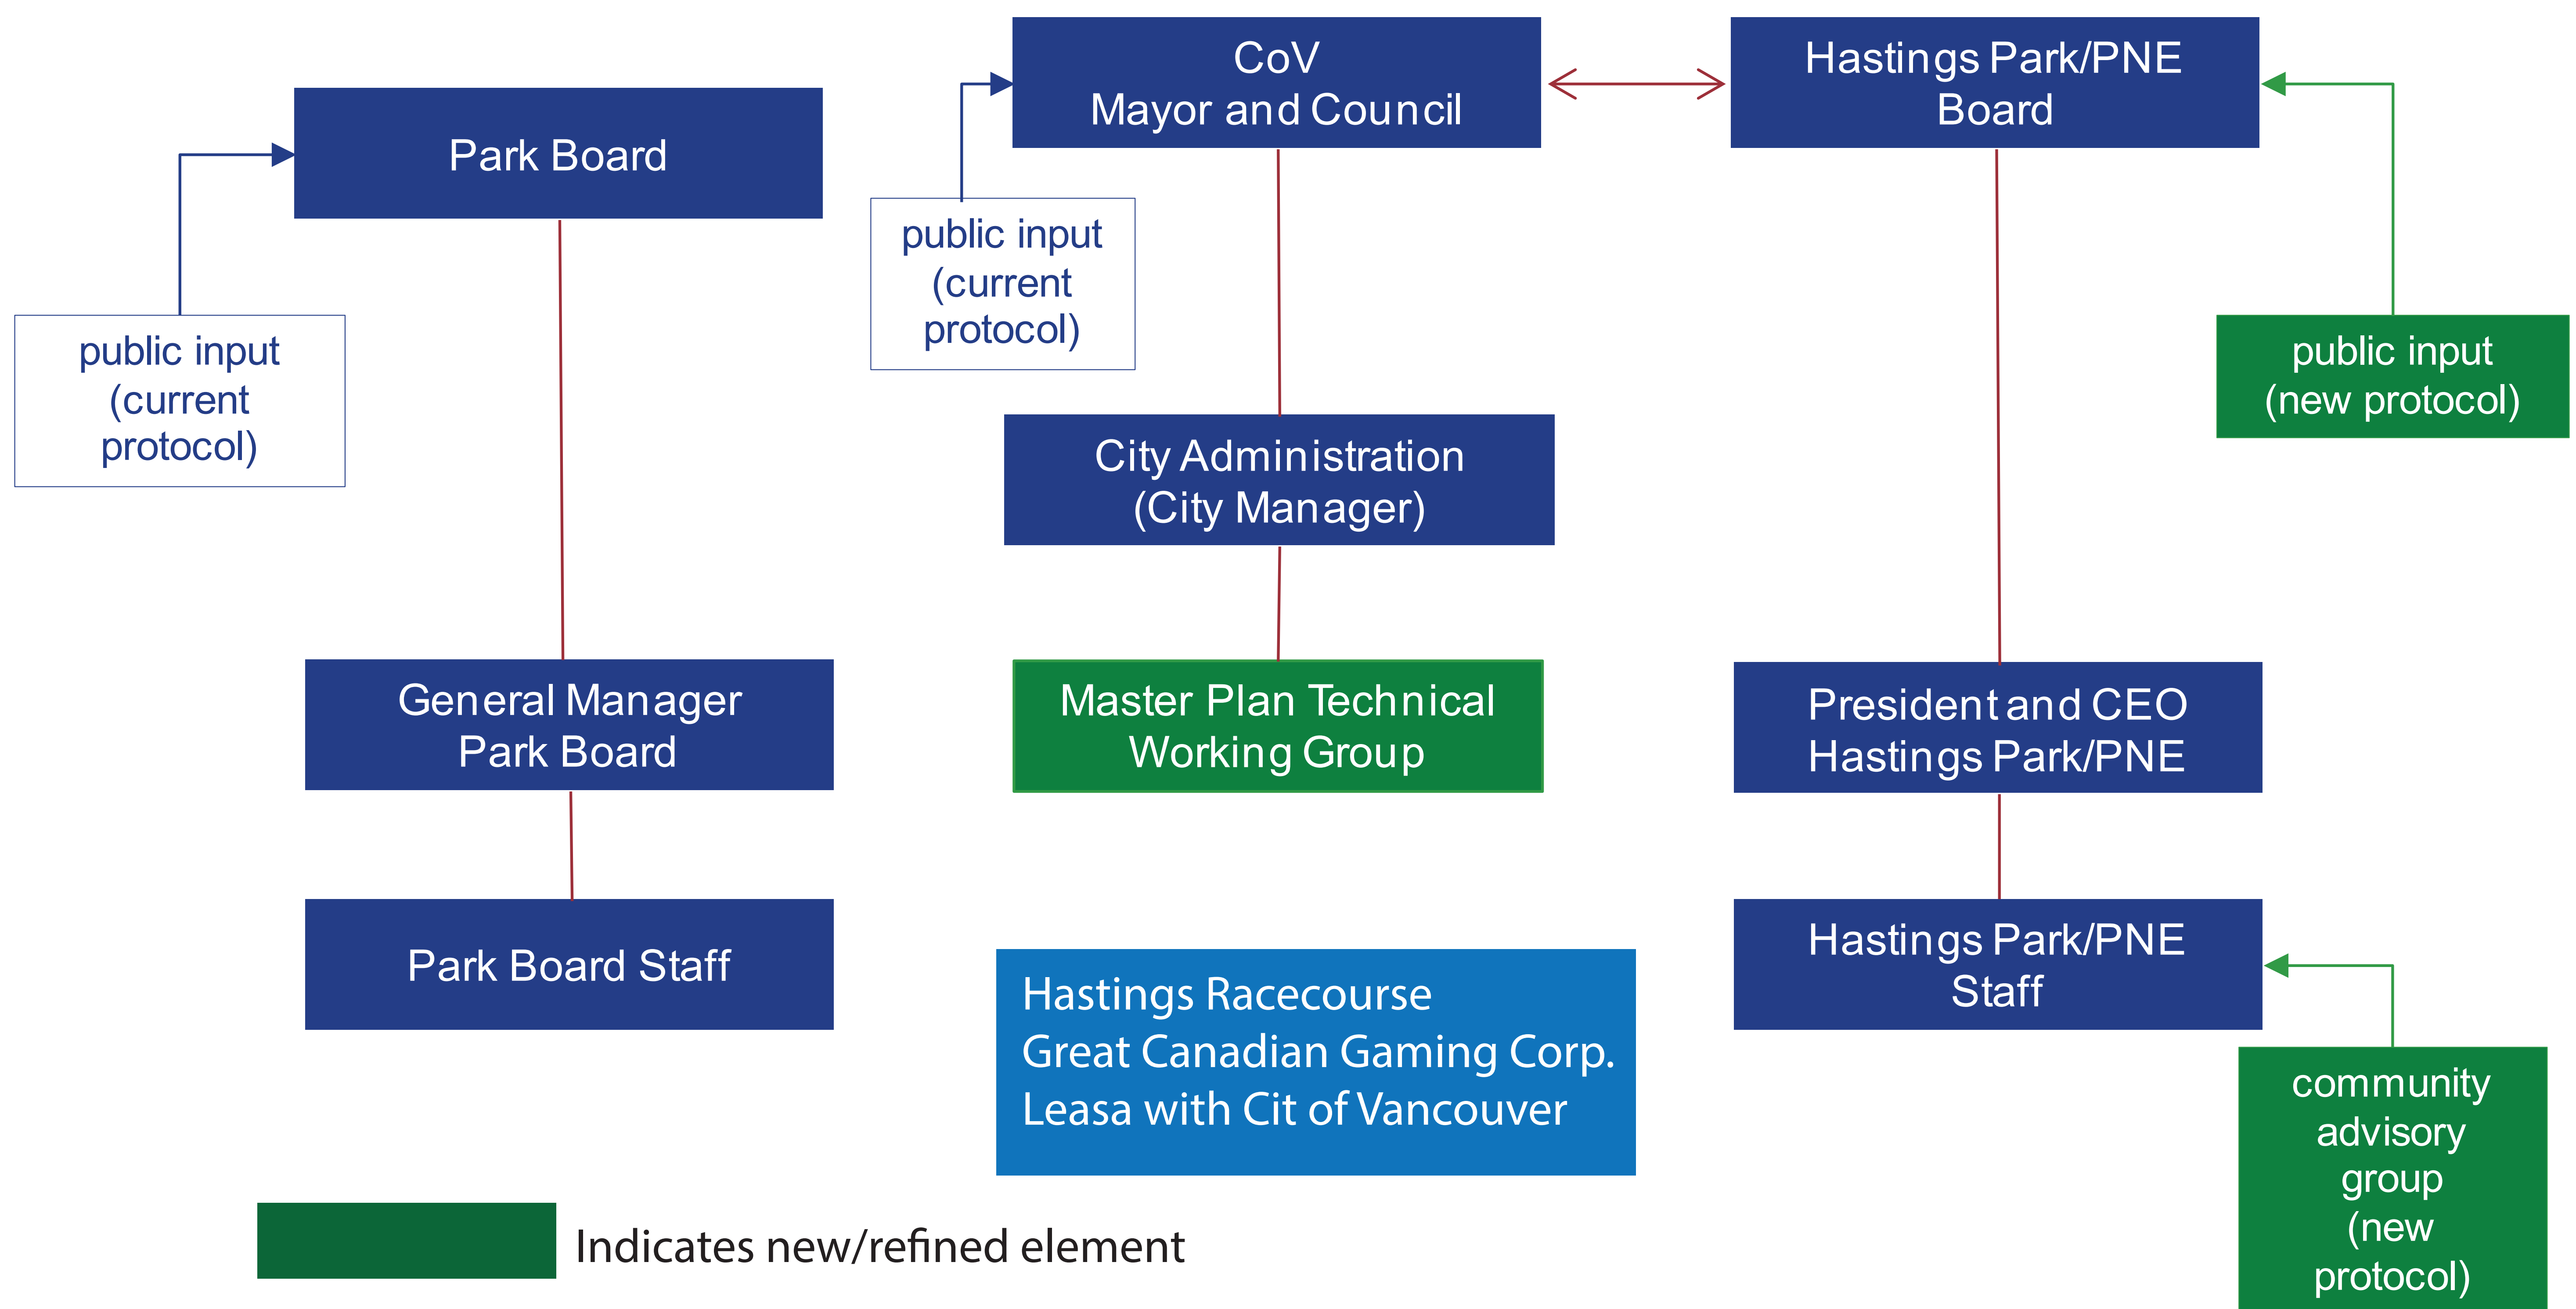 Park Board
public input
(current
protocol)
General Manager
Park Board
Park Board Staff
CoV
Mayor and Council
public input
(current
protocol)
City Administration
(City Manager)
Master Plan Technical
Working Group
Hastings Racecourse
Great Canadian Gaming Corp.
Leasa with Cit of Vancouver
Hastings Park/PNE
Board
public input
(new protocol)
President and CEO
Hastings Park/PNE
Hastings Park/PNE
Staff
community
advisory
group
(new
protocol)
Indicates new/refined element